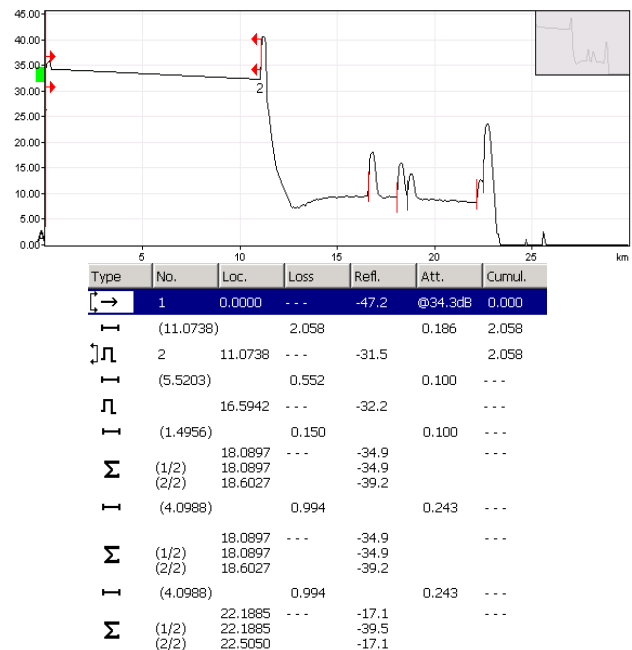 45.00
40.00
35.00
30.00
25.00
20.00
15.00
10.00
5.00
0.00
A
2
5 10 15 20 25 km
Type No. Loc. Loss Refl. Att. Cumul.
1 0.0000 --- -47.2 @34.3dB 0.000
(11.0738) 2.058 0.186 2.058
2 11.0738 --- -31.5 2.058
(5.5203) 0.552 0.100 ---
16.5942 --- -32.2 ---
(1.4956) 0.150 0.100 ---
18.0897 --- -34.9 ---
Σ (1/2) 18.0897 -34.9
(2/2) 18.6027 -39.2
(4.0988) 0.994 0.243 ---
18.0897 --- -34.9 ---
Σ (1/2) 18.0897 -34.9
(2/2) 18.6027 -39.2
(4.0988) 0.994 0.243 ---
22.1885 --- -17.1 ---
Σ (1/2) 22.1885 -39.5
(2/2) 22.5050 -17.1